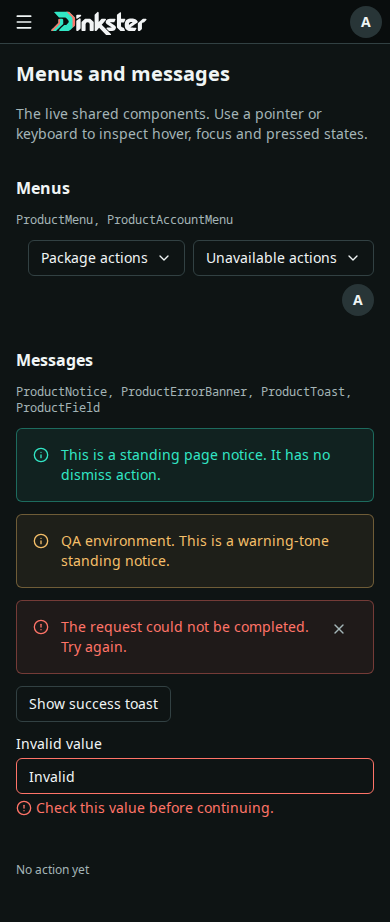 Dinkster
A
Menus and messages
The live shared components. Use a pointer or
keyboard to inspect hover, focus and pressed states.
Menus
ProductMenu, ProductAccountMenu
Package actions
Unavailable actions
A
Messages
ProductNotice, ProductErrorBanner, ProductToast,
ProductField
This is a standing page notice. It has no
dismiss action.
QA environment. This is a warning-tone
standing notice.
The request could not be completed.
Try again.
Show success toast
Invalid value
Invalid
Check this value before continuing.
No action yet